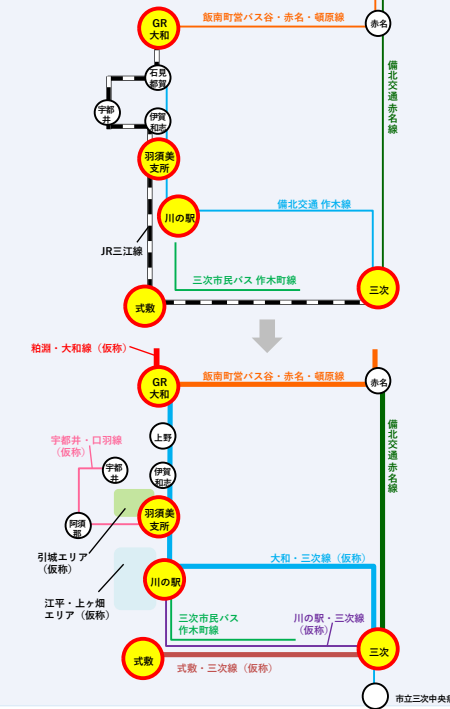 飯南町営バス谷・赤名・頓原線
GR
大和
赤名
備北交通赤名線
石見
都賀
宇都
井
伊賀
和志
羽須美
支所
備北交通 作木線
川の駅
JR三江線
三次市民バス 作木町線
三次
式敷
粕淵・大和線（仮称）
飯南町営バス谷・赤名・頓原線
GR
大和
赤名
備北交通赤名線
上野
宇都井・口羽線
（仮称）
宇都
井
伊賀
和志
羽須美
支所
阿須
那
引城エリア
（仮称）
大和・三次線（仮称）
川の駅
江平・上ヶ畑
エリア（仮称）
三次市民バス
作木町線
川の駅・三次線
（仮称）
三次
式敷
式敷・三次線（仮称）
市立三次中央病